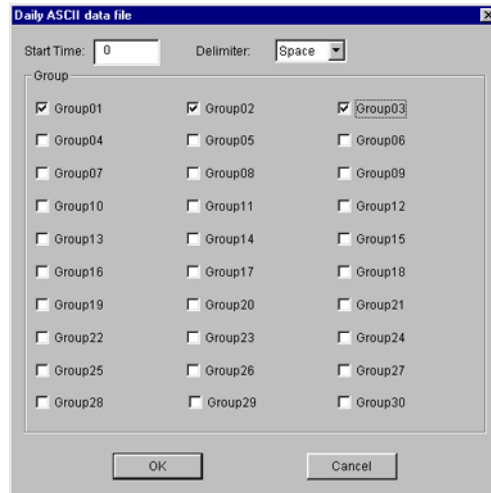 Daily ASCII data file
Start Time: 0 Delimiter: Space
Group
Group01 Group02 Group03
Group04 Group05 Group06
Group07 Group08 Group09
Group10 Group11 Group12
Group13 Group14 Group15
Group16 Group17 Group18
Group19 Group20 Group21
Group22 Group23 Group24
Group25 Group26 Group27
Group28 Group29 Group30
OK Cancel